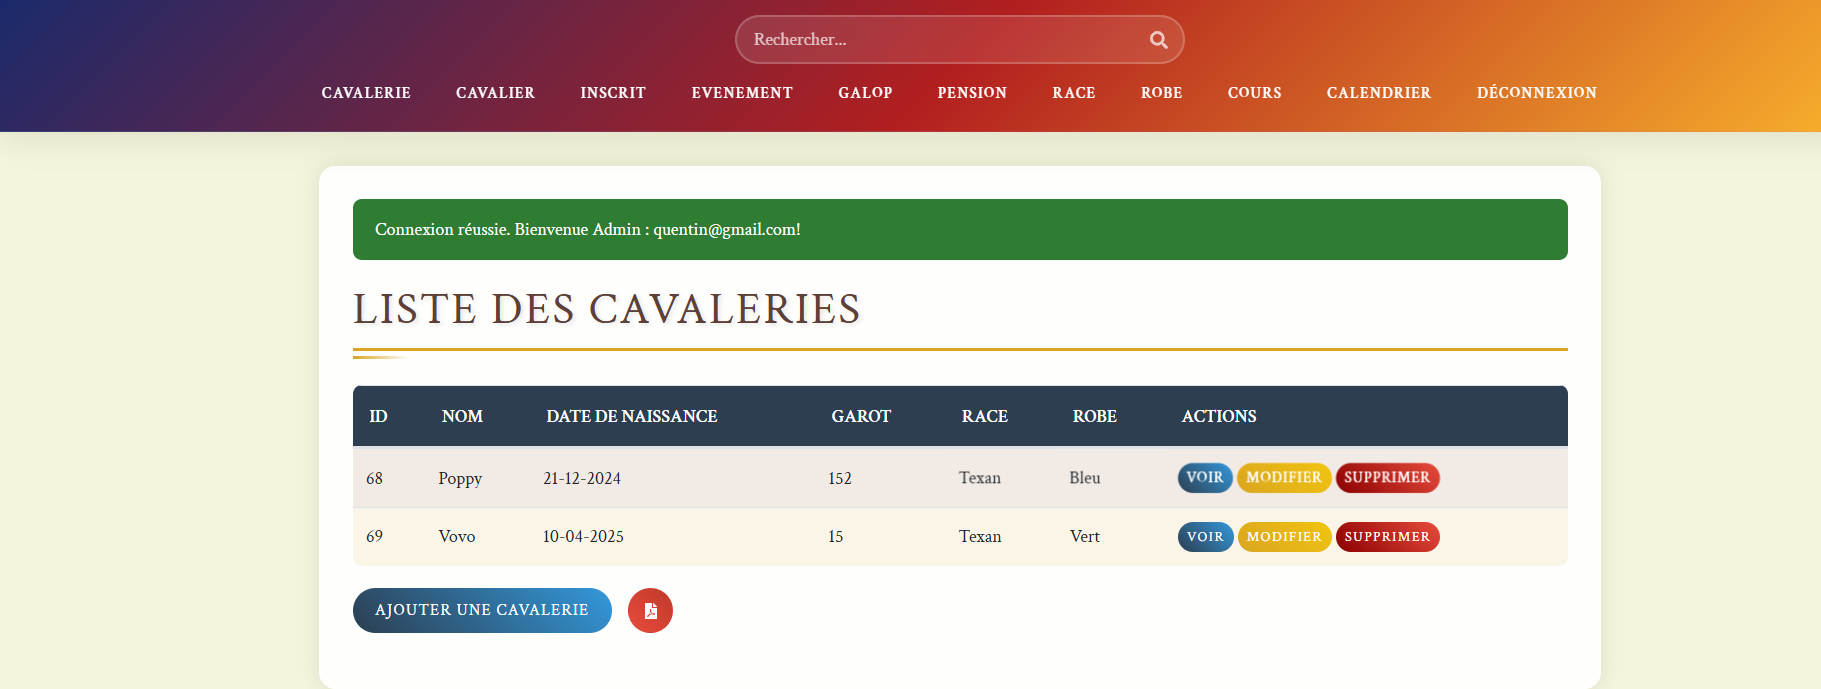 Rechercher...
CAVALERIE CAVALIER INSCRIT EVENEMENT GALOP PENSION RACE ROBE COURS CALENDRIER DÉCONNEXION
Connexion réussie. Bienvenue Admin : quentin@gmail.com!
LISTE DES CAVALERIES
ID NOM DATE DE NAISSANCE GAROT RACE ROBE ACTIONS
68 Poppy 21-12-2024 152 Texan Bleu VOIR MODIFIER SUPPRIMER
69 Vovo 10-04-2025 15 Texan Vert VOIR MODIFIER SUPPRIMER
AJOUTER UNE CAVALERIE